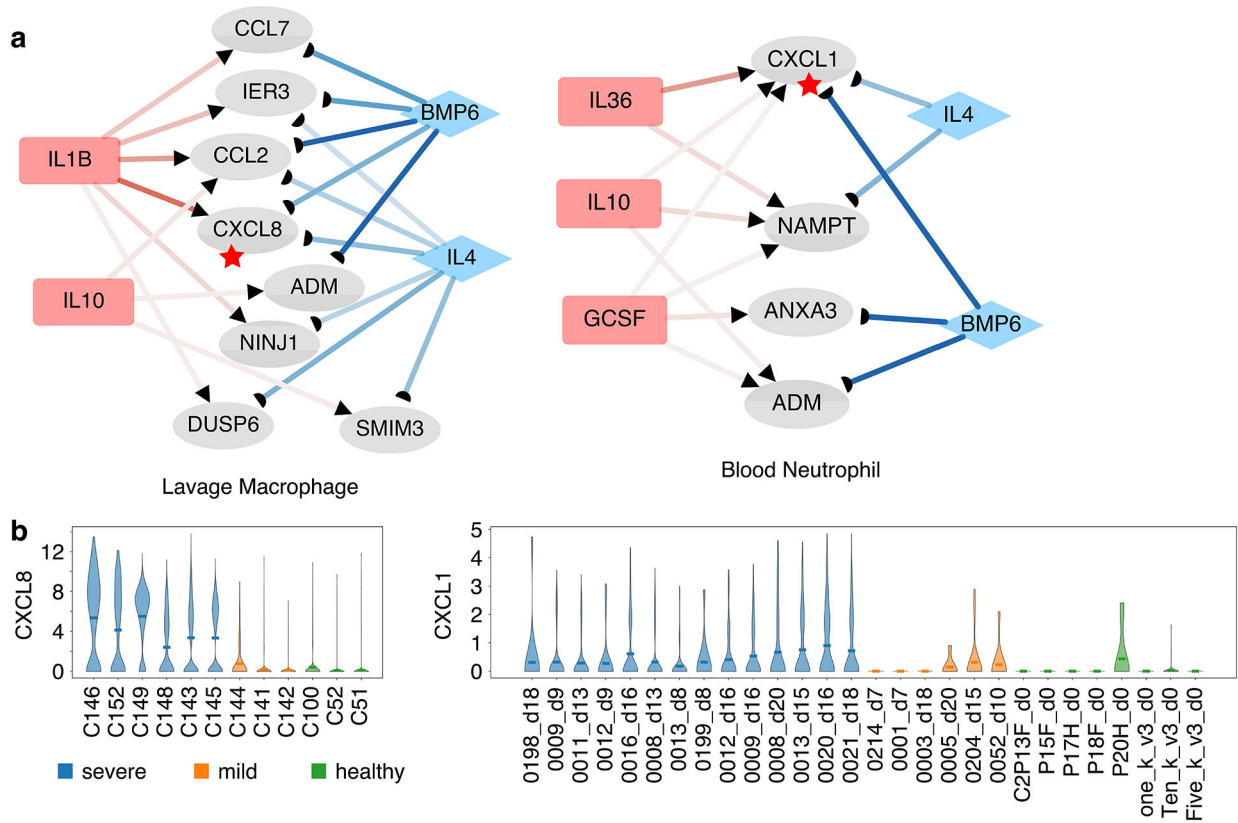 a
CCL7
IER3
BMP6
IL1B
CCL2
CXCL8
IL4
IL10
ADM
NINJ1
DUSP6
SMIM3
Lavage Macrophage
CXCL1
IL36
IL4
IL10
NAMPT
GCSF
ANXA3
BMP6
ADM
Blood Neutrophil
b
CXCL8
12
8
4
0
C146
C152
C149
C148
C143
C145
C144
C141
C142
C100
C52
C51
severe
mild
healthy
CXCL1
5
4
3
2
1
0
0198_d18
0009_d9
0011_d13
0012_d9
0016_d16
0008_d13
0013_d8
0199_d8
0012_d16
0009_d16
0008_d20
0013_d15
0020_d16
0021_d18
0214_d7
0001_d7
0003_d18
0005_d20
0204_d15
0052_d10
C2P13F_d0
P15F_d0
P17H_d0
P18F_d0
P20H_d0
one_k_v3_d0
Ten_k_v3_d0
Five_k_v3_d0